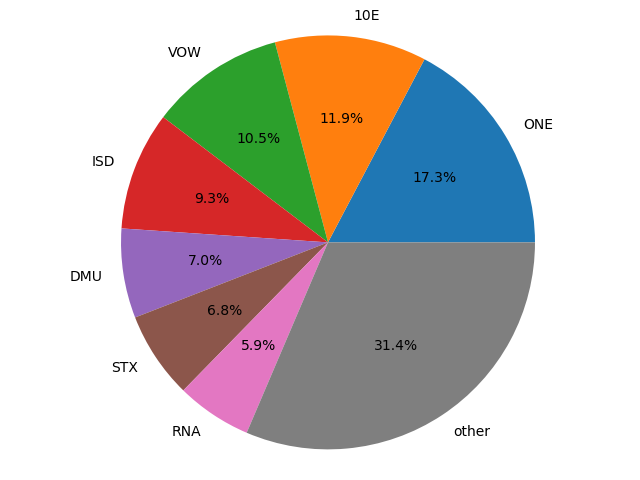 10E
VOW
ONE
11.9%
10.5%
ISD
17.3%
9.3%
7.0%
DMU
6.8%
5.9%
31.4%
STX
RNA
other